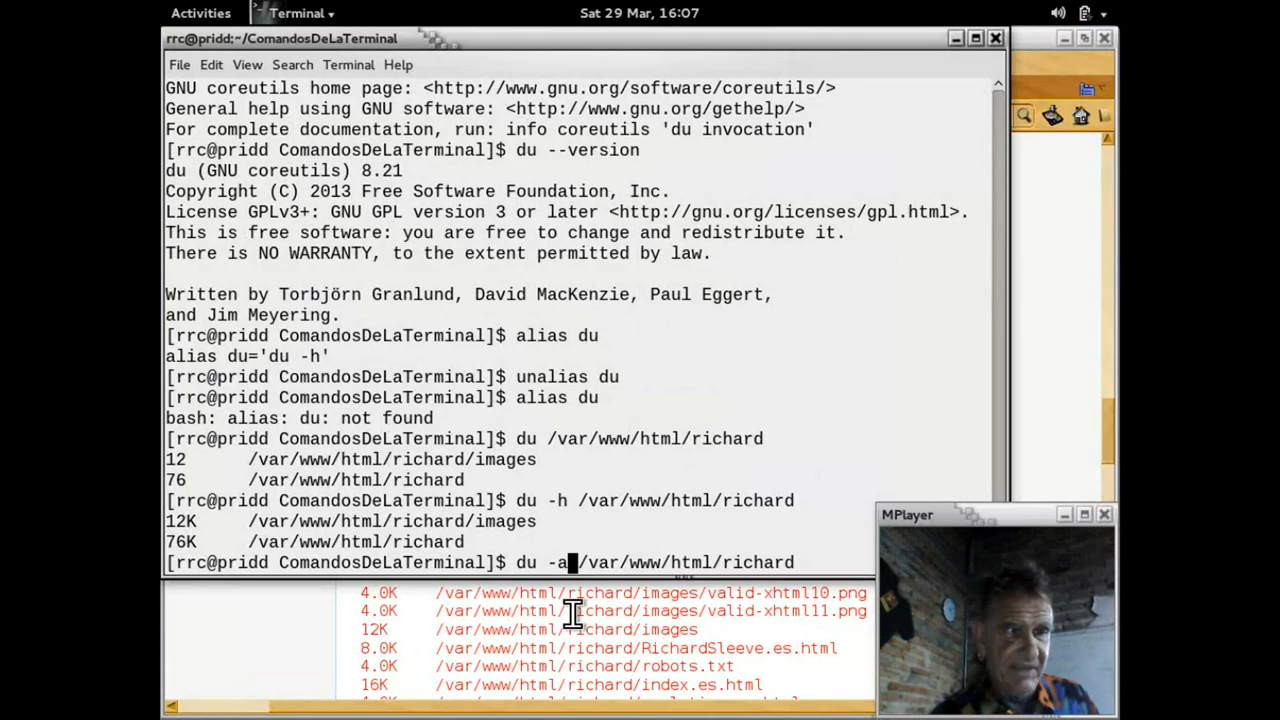 Activities Terminal Sat 29 Mar, 16:07
rrc@pridd:~/ComandosDeLaTerminal
File Edit View Search Terminal Help
GNU coreutils home page: <http://www.gnu.org/software/coreutils/>
General help using GNU software: <http://www.gnu.org/gethelp/>
For complete documentation, run: info coreutils 'du invocation'
[rrc@pridd ComandosDeLaTerminal]$ du --version
du (GNU coreutils) 8.21
Copyright (C) 2013 Free Software Foundation, Inc.
License GPLv3+: GNU GPL version 3 or later <http://gnu.org/licenses/gpl.html>.
This is free software: you are free to change and redistribute it.
There is NO WARRANTY, to the extent permitted by law.
Written by Torbjörn Granlund, David MacKenzie, Paul Eggert,
and Jim Meyering.
[rrc@pridd ComandosDeLaTerminal]$ alias du
alias du='du -h'
[rrc@pridd ComandosDeLaTerminal]$ unalias du
[rrc@pridd ComandosDeLaTerminal]$ alias du
bash: alias: du: not found
[rrc@pridd ComandosDeLaTerminal]$ du /var/www/html/richard
12 /var/www/html/richard/images
76 /var/www/html/richard
[rrc@pridd ComandosDeLaTerminal]$ du -h /var/www/html/richard
12K /var/www/html/richard/images
76K /var/www/html/richard
[rrc@pridd ComandosDeLaTerminal]$ du -a /var/www/html/richard
MPlayer
4.0K /var/www/html/richard/images/valid-xhtml10.png
4.0K /var/www/html/richard/images/valid-xhtml11.png
12K /var/www/html/richard/images
8.0K /var/www/html/richard/RichardSleeve.es.html
4.0K /var/www/html/richard/robots.txt
16K /var/www/html/richard/index.es.html